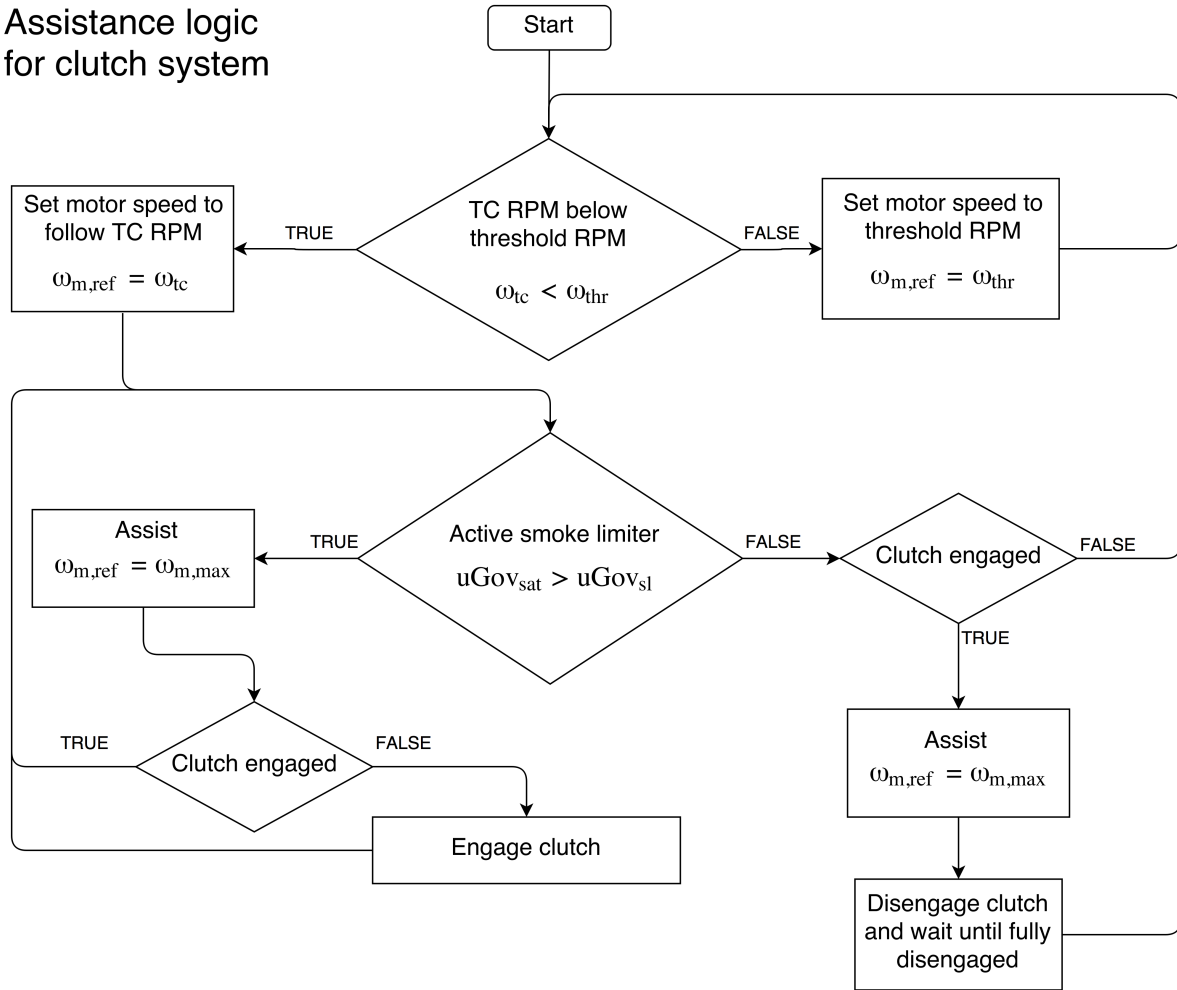 Assistance logic
for clutch system
Start
Set motor speed to
follow TC RPM
ωm,ref = ωtc
TRUE
TC RPM below
threshold RPM
ωtc < ωthr
FALSE
Set motor speed to
threshold RPM
ωm,ref = ωthr
Assist
ωm,ref = ωm,max
TRUE
Active smoke limiter
uGovsat > uGovsl
FALSE
Clutch engaged
FALSE
TRUE
TRUE
Clutch engaged
FALSE
Engage clutch
Assist
ωm,ref = ωm,max
Disengage clutch
and wait until fully
disengaged